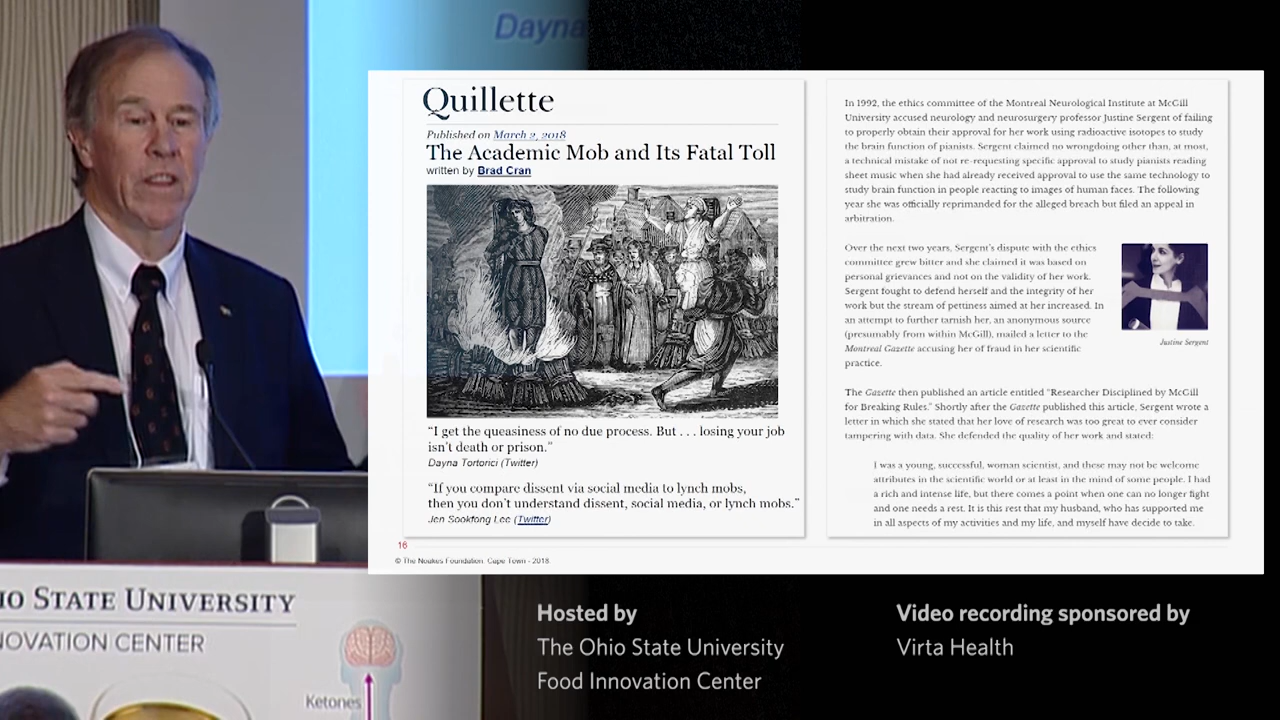 Dayna
Quillette
Published on March 2, 2018
The Academic Mob and Its Fatal Toll
written by Brad Cran
“I get the queasiness of no due process. But . . . losing your job
isn’t death or prison.”
Dayna Tortorici (Twitter)
“If you compare dissent via social media to lynch mobs,
then you don’t understand dissent, social media, or lynch mobs.”
Jen Sookfong Lee (Twitter)
In 1992, the ethics committee of the Montreal Neurological Institute at McGill
University accused neurology and neurosurgery professor Justine Sergent of failing
to properly obtain their approval for her work using radioactive isotopes to study
the brain function of pianists. Sergent claimed no wrongdoing other than, at most,
a technical mistake of not re-requesting specific approval to study pianists reading
sheet music when she had already received approval to use the same technology to
study brain function in people reacting to images of human faces. The following
year she was officially reprimanded for the alleged breach but filed an appeal in
arbitration.
Over the next two years, Sergent’s dispute with the ethics
committee grew bitter and she claimed it was based on
personal grievances and not on the validity of her work.
Sergent fought to defend herself and the integrity of her
work but the stream of pettiness aimed at her increased. In
an attempt to further tarnish her, an anonymous source
(presumably from within McGill), mailed a letter to the
Montreal Gazette accusing her of fraud in her scientific
practice.
Justine Sergent
The Gazette then published an article entitled “Researcher Disciplined by McGill
for Breaking Rules.” Shortly after the Gazette published this article, Sergent wrote a
letter in which she stated that her love of research was too great to ever consider
tampering with data. She defended the quality of her work and stated:
I was a young, successful, woman scientist, and these may not be welcome
attributes in the scientific world or at least in the mind of some people. I had
a rich and intense life, but there comes a point when one can no longer fight
and one needs a rest. It is this rest that my husband, who has supported me
in all aspects of my activities and my life, and myself have decide to take.
16
© The Noakes Foundation. Cape Town - 2018
IO STATE UNIVERSITY
NOVATION CENTER
Ketones
Hosted by
The Ohio State University
Food Innovation Center
Video recording sponsored by
Virta Health